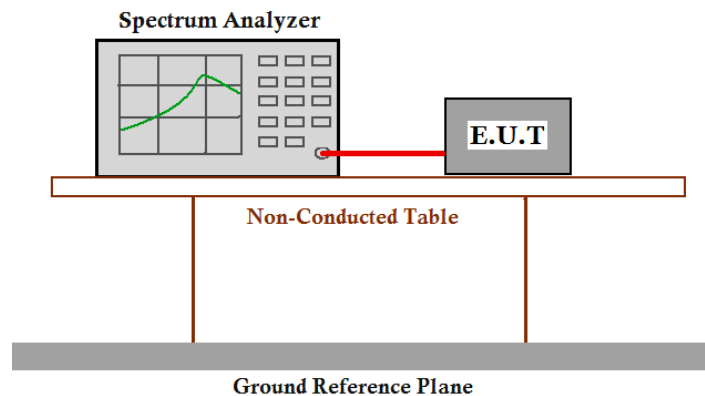 Spectrum Analyzer
E.U.T
Non-Conducted Table
Ground Reference Plane